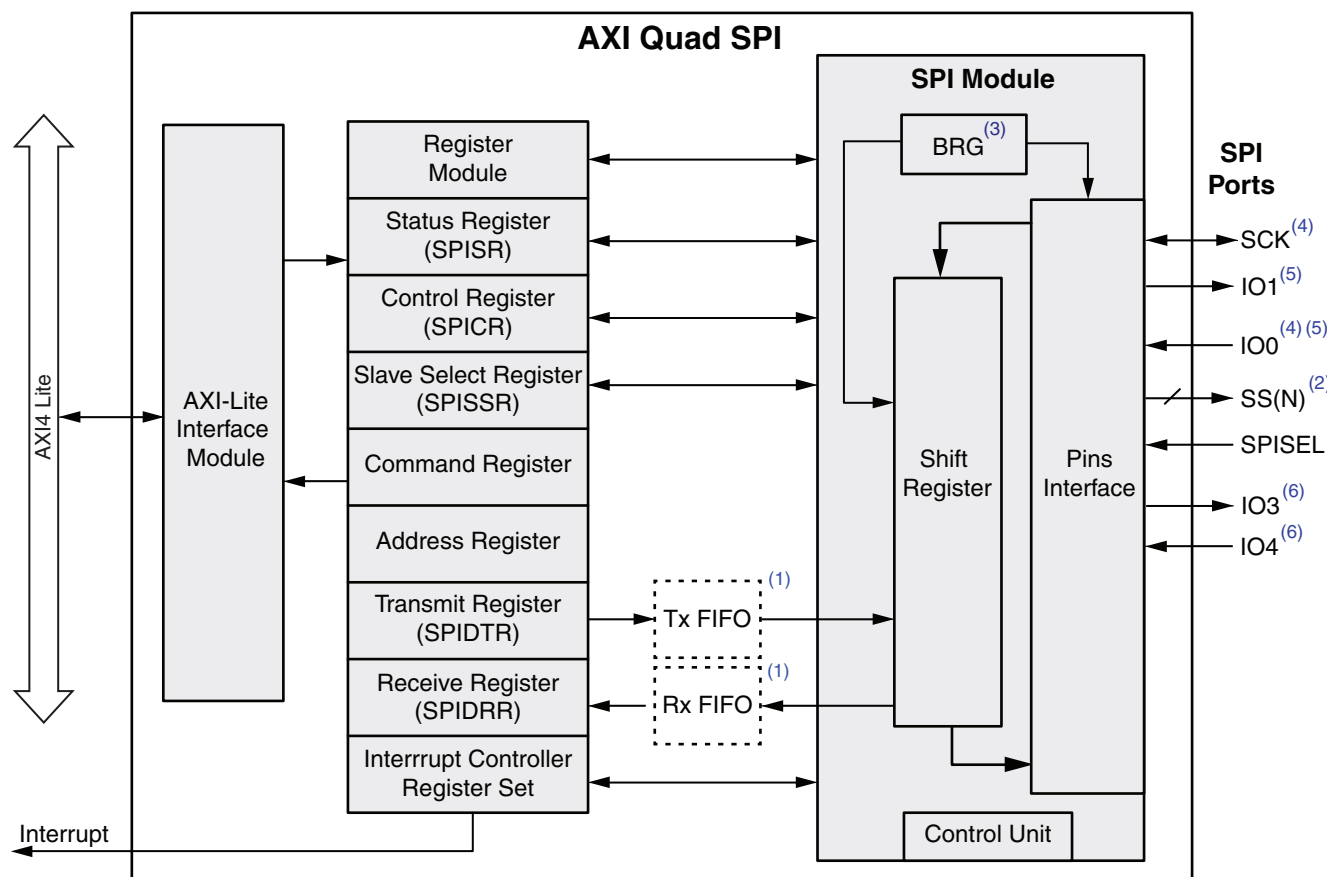 AXI Quad SPI
SPI Module
AXI4 Lite
AXI-Lite
Interface
Module
Register
Module
Status Register
(SPISR)
Control Register
(SPICR)
Slave Select Register
(SPISSR)
Command Register
Address Register
Transmit Register
(SPIDTR)
Receive Register
(SPIDRR)
Interrrupt Controller
Register Set
Interrupt
(1)
Tx FIFO
(1)
Rx FIFO
BRG(3)
Shift
Register
Pins
Interface
Control Unit
SPI
Ports
SCK(4)
IO1(5)
IO0(4)(5)
SS(N)(2)
SPISEL
IO3(6)
IO4(6)